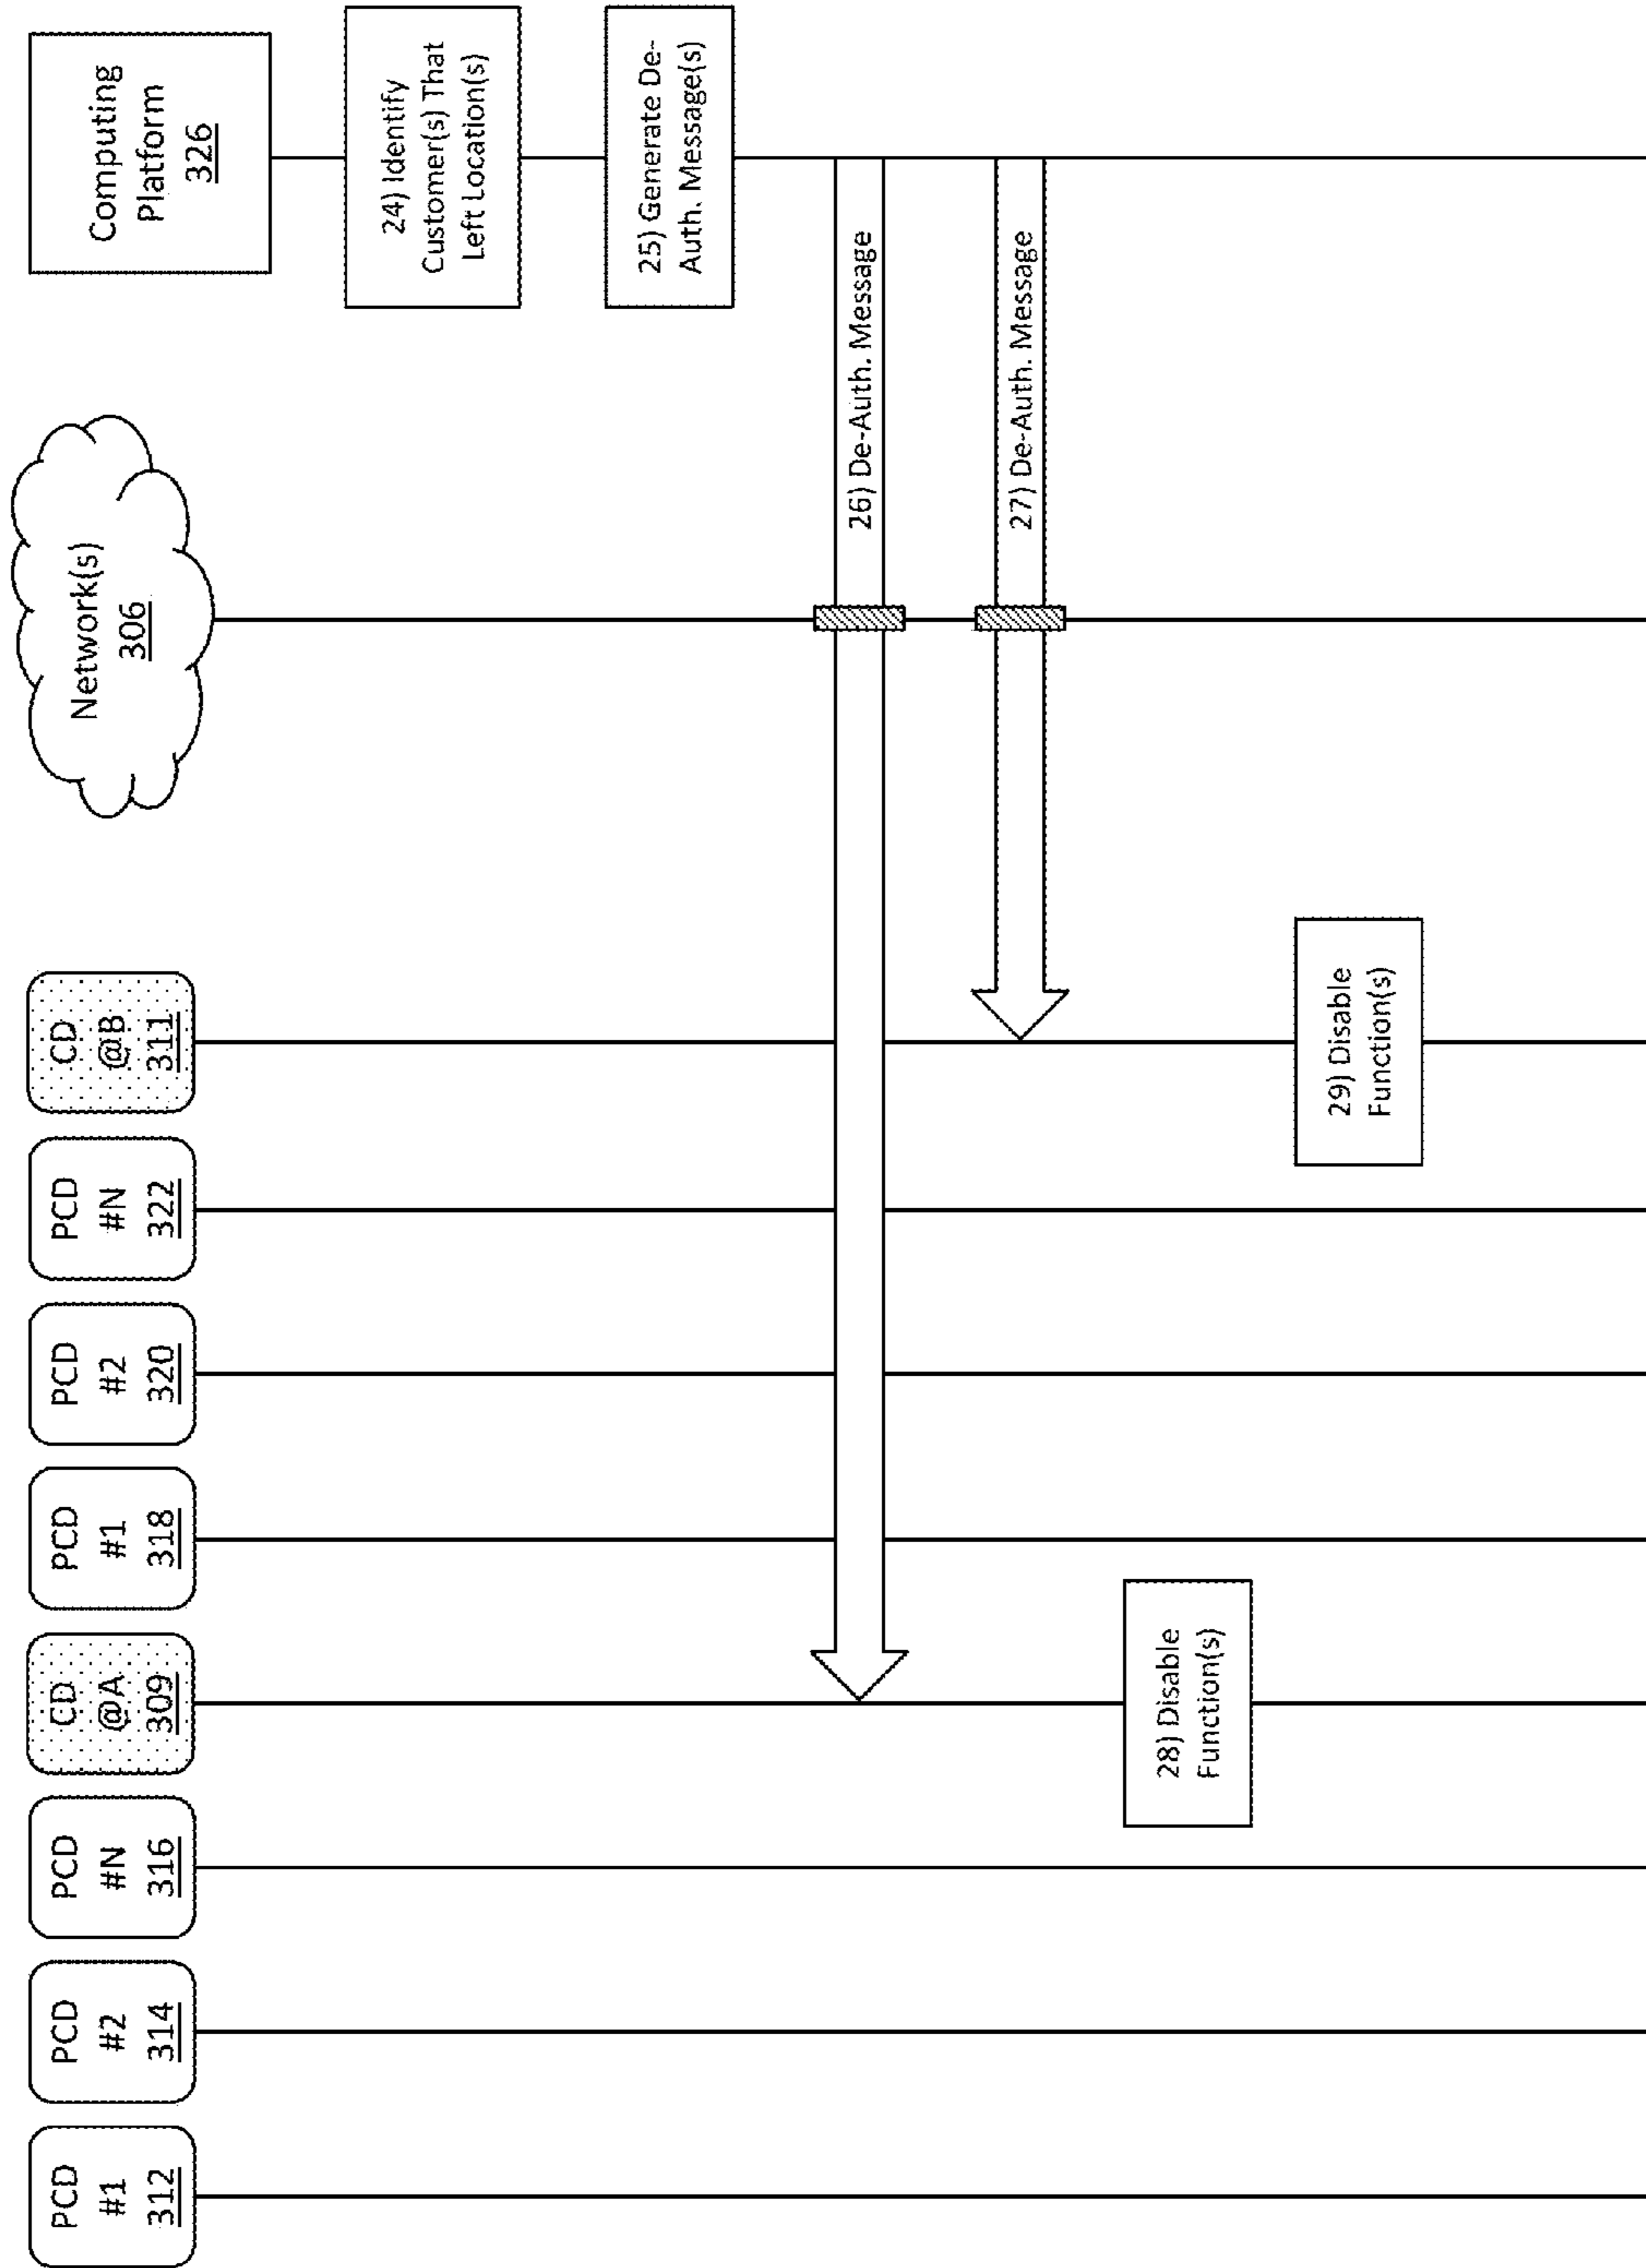 PCD
#1
312
PCD
#2
314
PCD
#N
316
CD
@A
309
PCD
#1
318
PCD
#2
320
PCD
#N
322
CD
@B
311
Network(s)
306
Computing
Platform
326
24) Identify
Customer(s) That
Left Location(s)
25) Generate De-
Auth. Message(s)
26) De-Auth. Message
27) De-Auth. Message
28) Disable
Function(s)
29) Disable
Function(s)